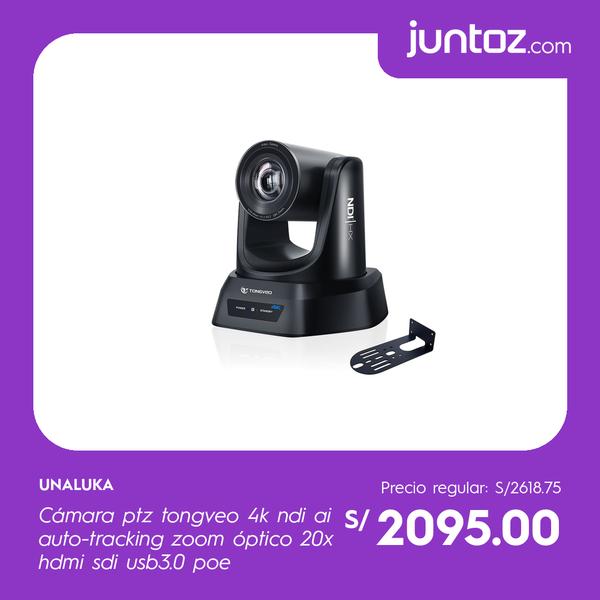 juntoz.com
NDI|HX
TONGVEO
POWER
STANDBY
4K
UNALUKA
Precio regular: S/2618.75
Cámara ptz tongveo 4k ndi ai
auto-tracking zoom óptico 20x
hdmi sdi usb3.0 poe
S/ 2095.00